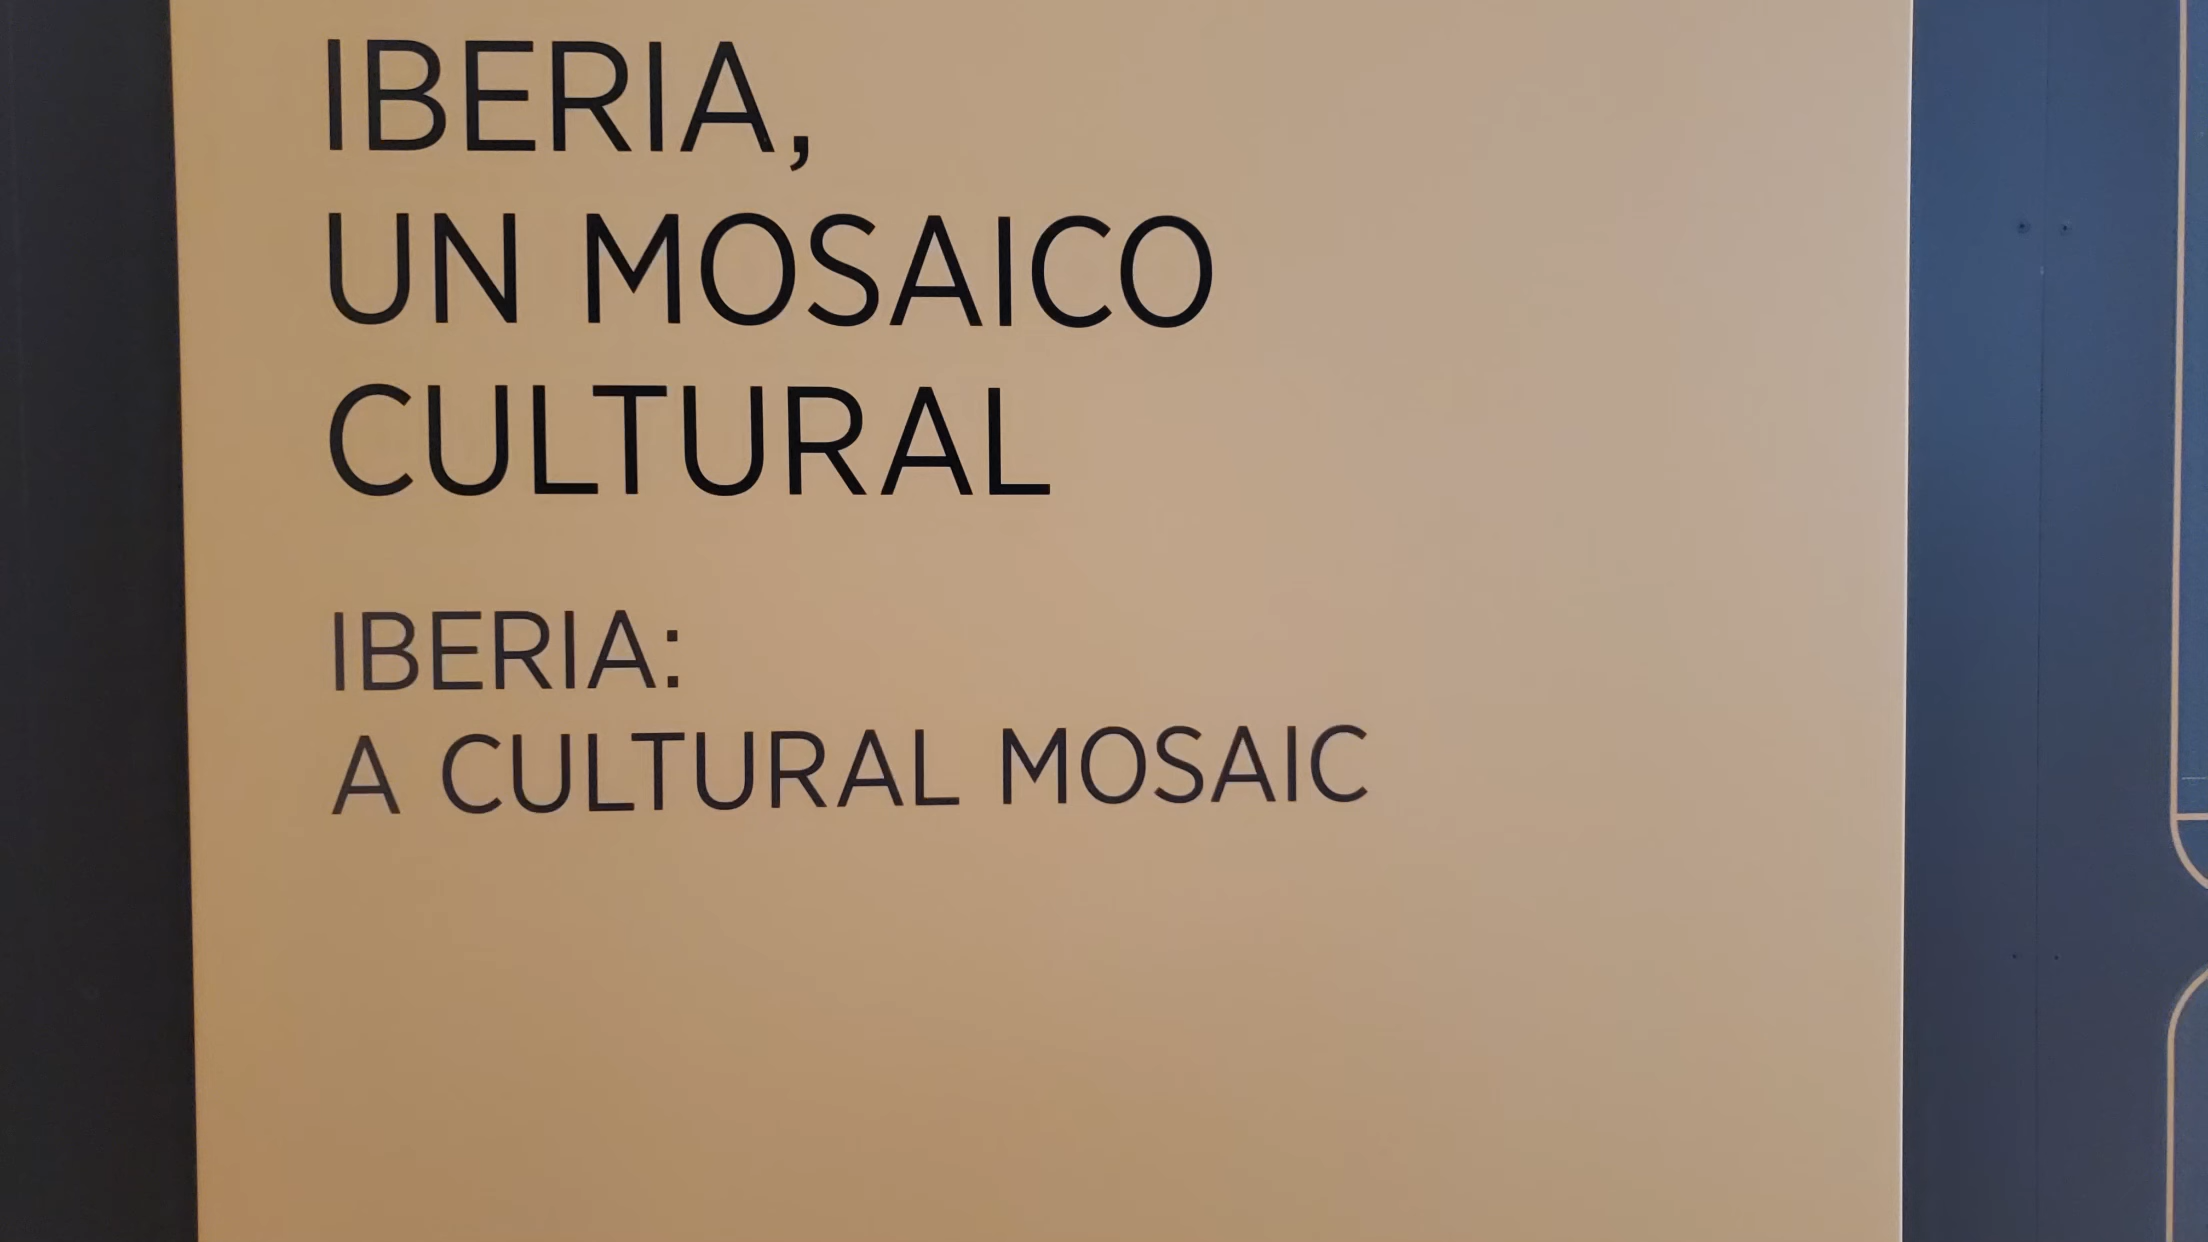 IBERIA,
UN MOSAICO
CULTURAL
IBERIA:
A CULTURAL MOSAIC